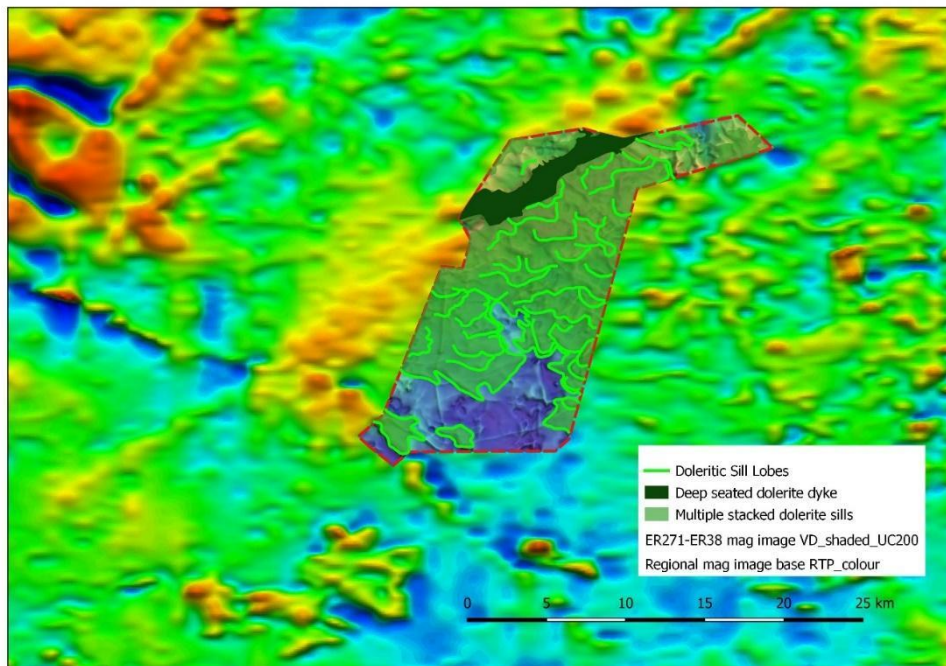 Doleritic Sill Lobes
Deep seated dolerite dyke
Multiple stacked dolerite sills
ER271-ER38 mag image VD_shaded_UC200
Regional mag image base RTP_colour
0 5 10 15 20 25 km